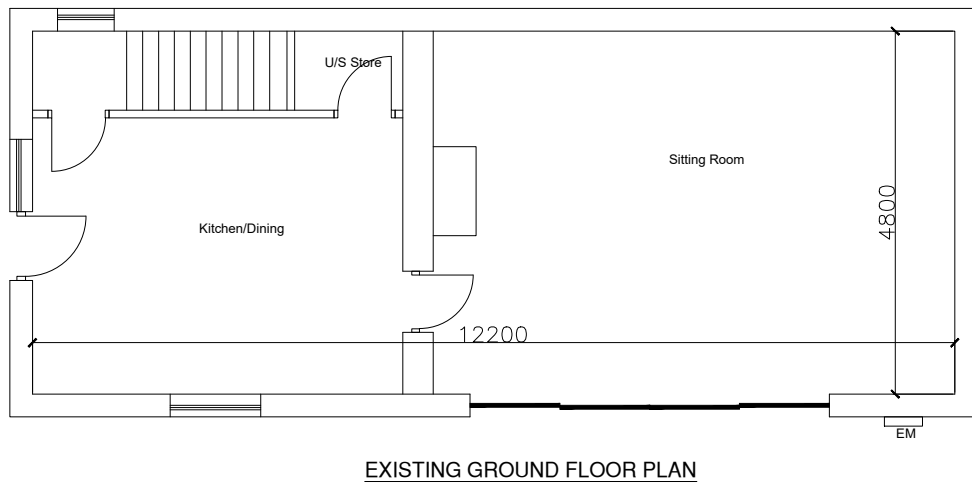 U/S Store
Sitting Room
Kitchen/Dining
4800
12200
EM
EXISTING GROUND FLOOR PLAN